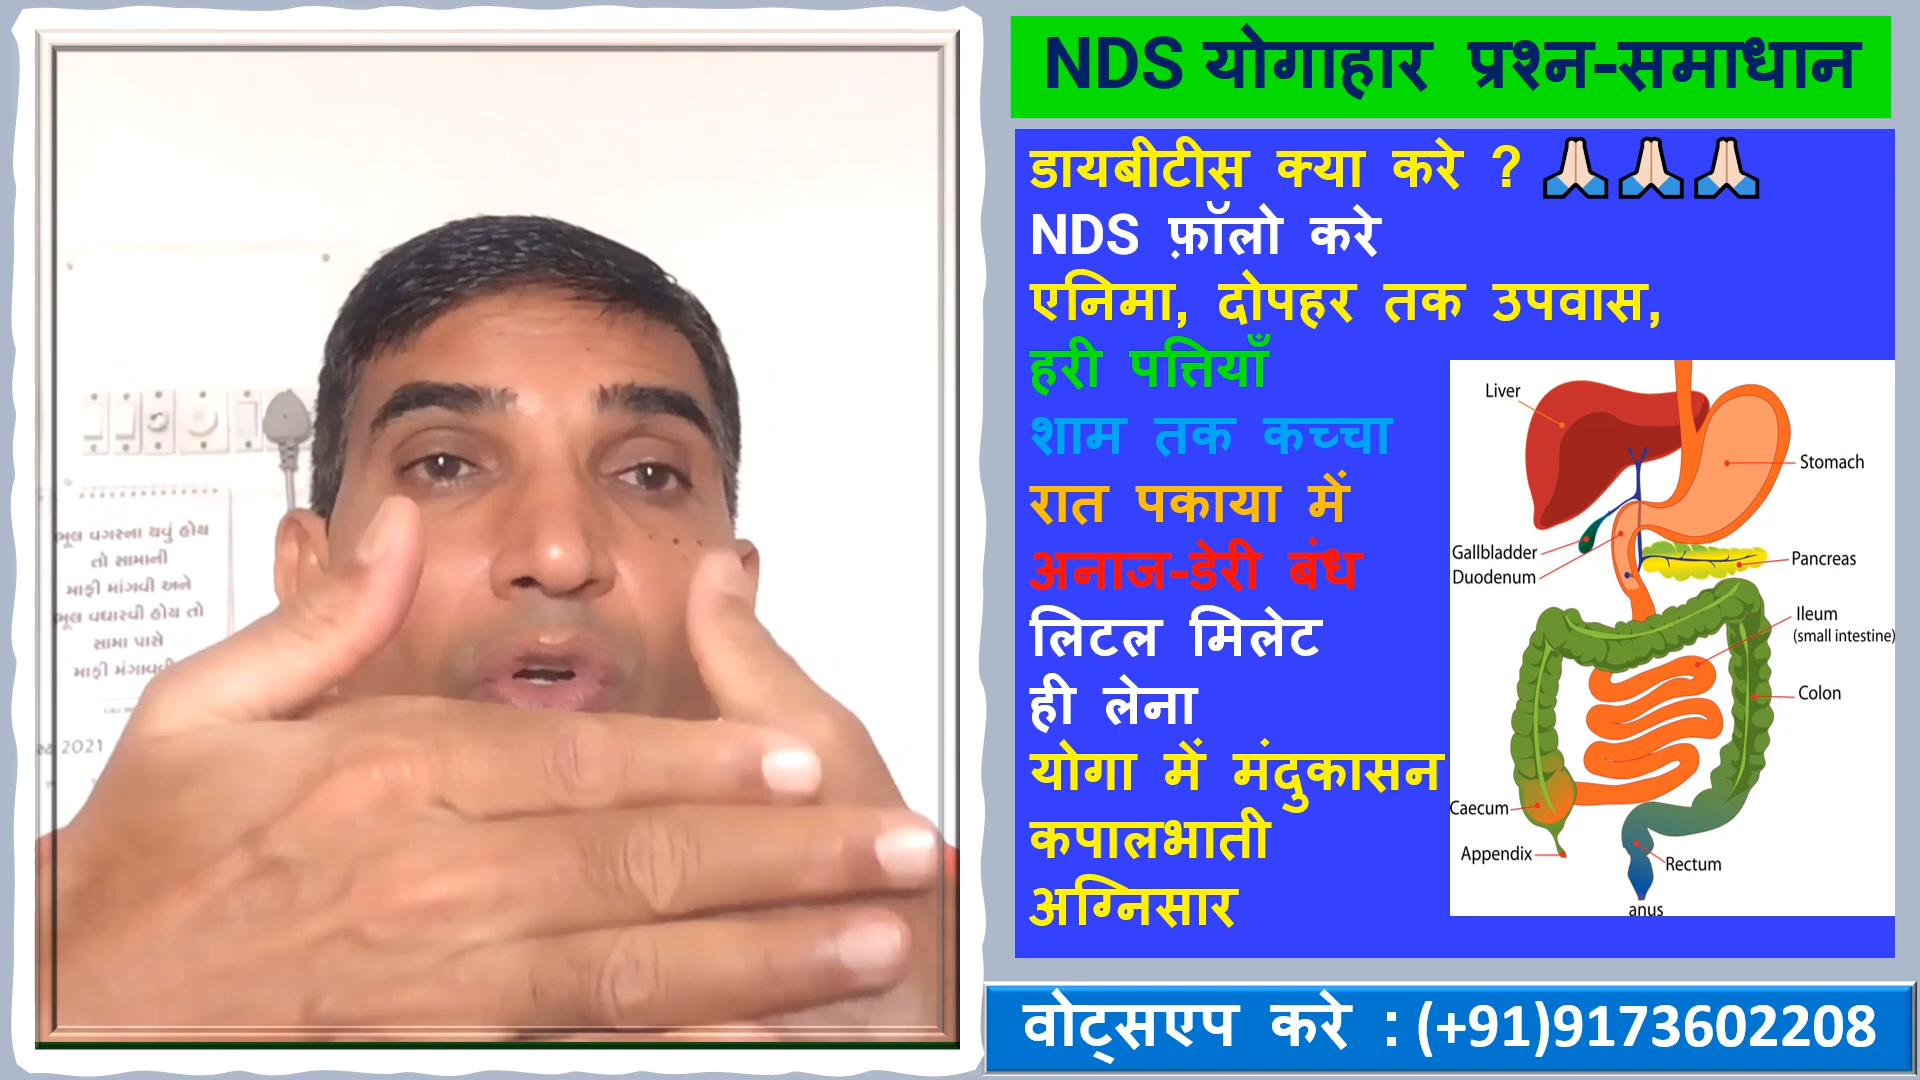 NDS योगाहार प्रश्न-समाधान
डायबीटीस क्या करे ? 🙏🏻🙏🏻🙏🏻
NDS फ़ॉलो करे
एनिमा, दोपहर तक उपवास,
हरी पत्तियाँ
शाम तक कच्चा
रात पकाया में
अनाज-डेरी बंध
लिटल मिलेट
ही लेना
योगा में मंदुकासन
कपालभाती
अग्निसार
Liver
Stomach
Gallbladder
Duodenum
Pancreas
Ileum
(small intestine)
Colon
Caecum
Appendix
Rectum
anus
वोट्सएप करे : (+91)9173602208
ભૂલ વગરના થવું હોય
તો સામાની
માફી માંગવી અને
ભૂલ વધારવી હોય તો
સામા પાસે
માફી મંગાવવી
2021